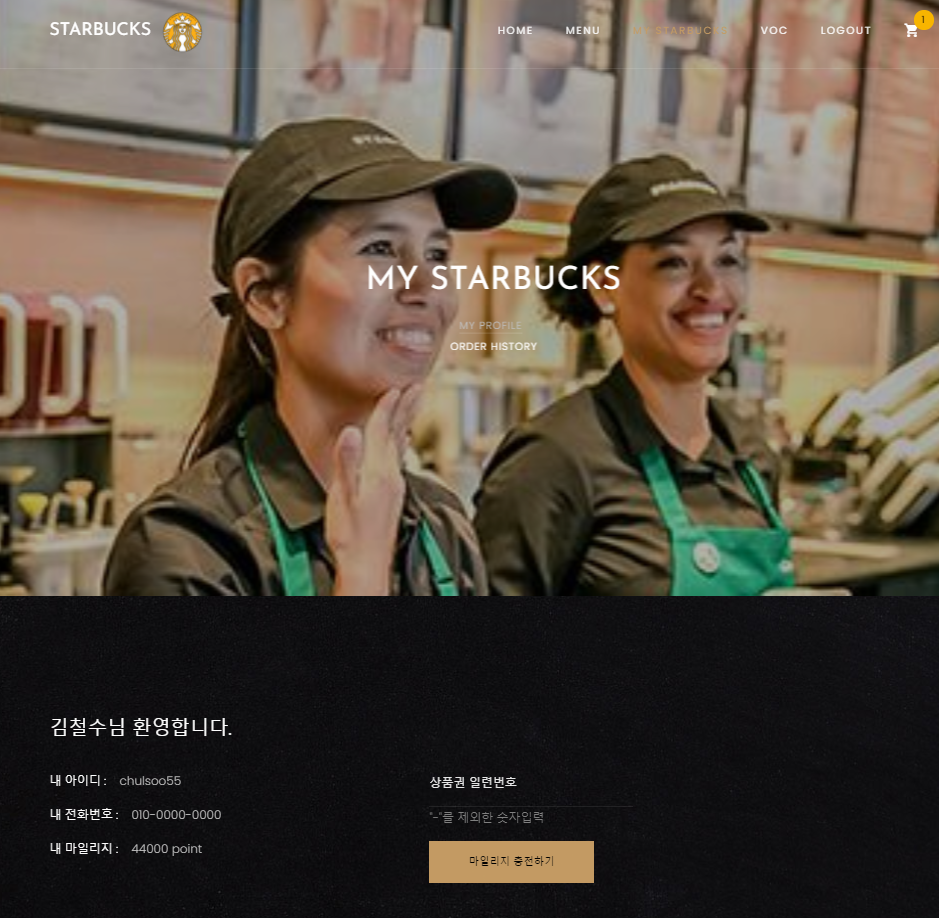 STARBUCKS
HOME MENU MY STARBUCKS VOC LOGOUT 1
MY STARBUCKS
MY PROFILE
ORDER HISTORY
김철수님 환영합니다.
내 아이디 : chulsoo55
내 전화번호 : 010-0000-0000
내 마일리지 : 44000 point
상품권 일련번호
"-"를 제외한 숫자입력
마일리지 충전하기